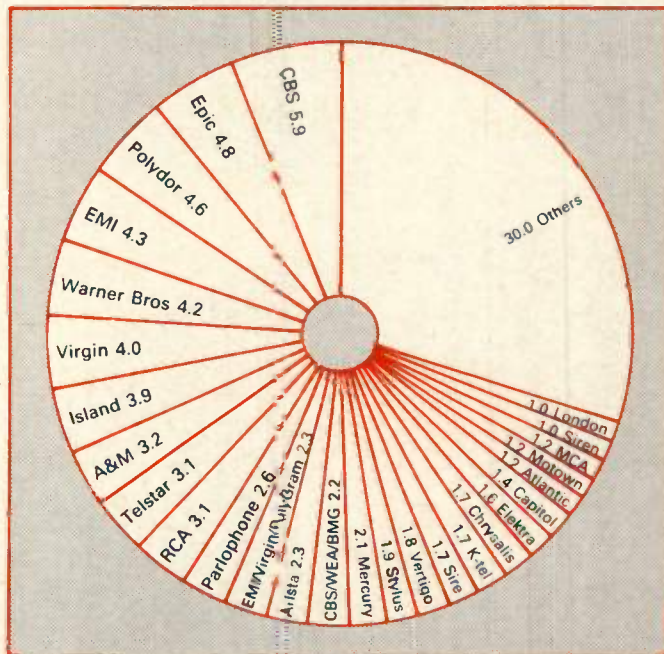 CBS 5.9
Epic 4.8
Polydor 4.6
EMI 4.3
Warner Bros 4.2
Virgin 4.0
Island 3.9
A&M 3.2
Telstar 3.1
RCA 3.1
Parlophone 2.6
EMI/Virgin/PolyGram 2.3
Arista 2.3
CBS/WEA/BMG 2.2
2.1 Mercury
1.9 Stylus
1.8 Vertigo
1.7 Sire
1.7 K-tel
1.7 Chrysalis
1.6 Elektra
1.4 Capitol
1.2 Atlantic
1.2 Motown
1.2 MCA
1.0 Siren
1.0 London
30.0 Others